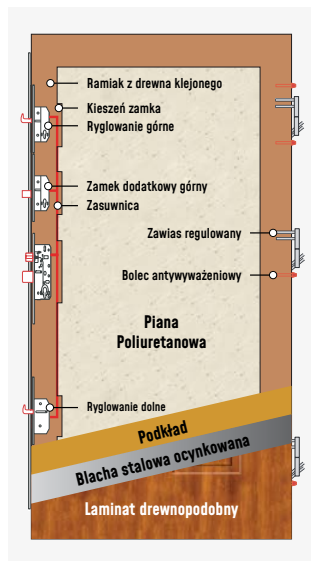 Ramiak z drewna klejonego
Kieszeń zamka
Ryglowanie górne
Zamek dodatkowy górny
Zasuwnica
Zawias regulowany
Bolec antywyważeniowy
Piana
Poliuretanowa
Ryglowanie dolne
Podkład
Blacha stalowa ocynkowana
Laminat drewnopodobny